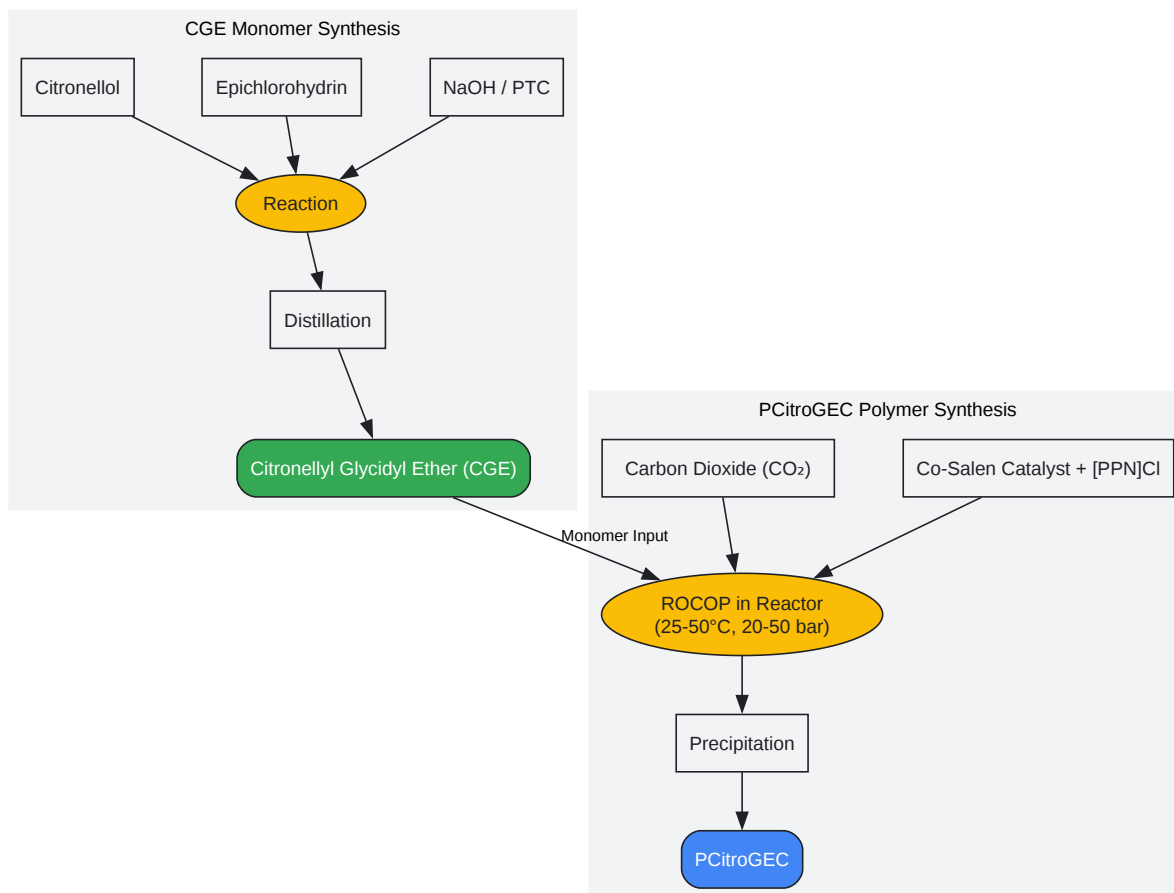 CGE Monomer Synthesis
Citronellol
Epichlorohydrin
NaOH / PTC
Reaction
Distillation
Citronellyl Glycidyl Ether (CGE)
Monomer Input
PCitroGEC Polymer Synthesis
Carbon Dioxide (CO₂)
Co-Salen Catalyst + [PPN]Cl
ROCOP in Reactor
(25-50°C, 20-50 bar)
Precipitation
PCitroGEC